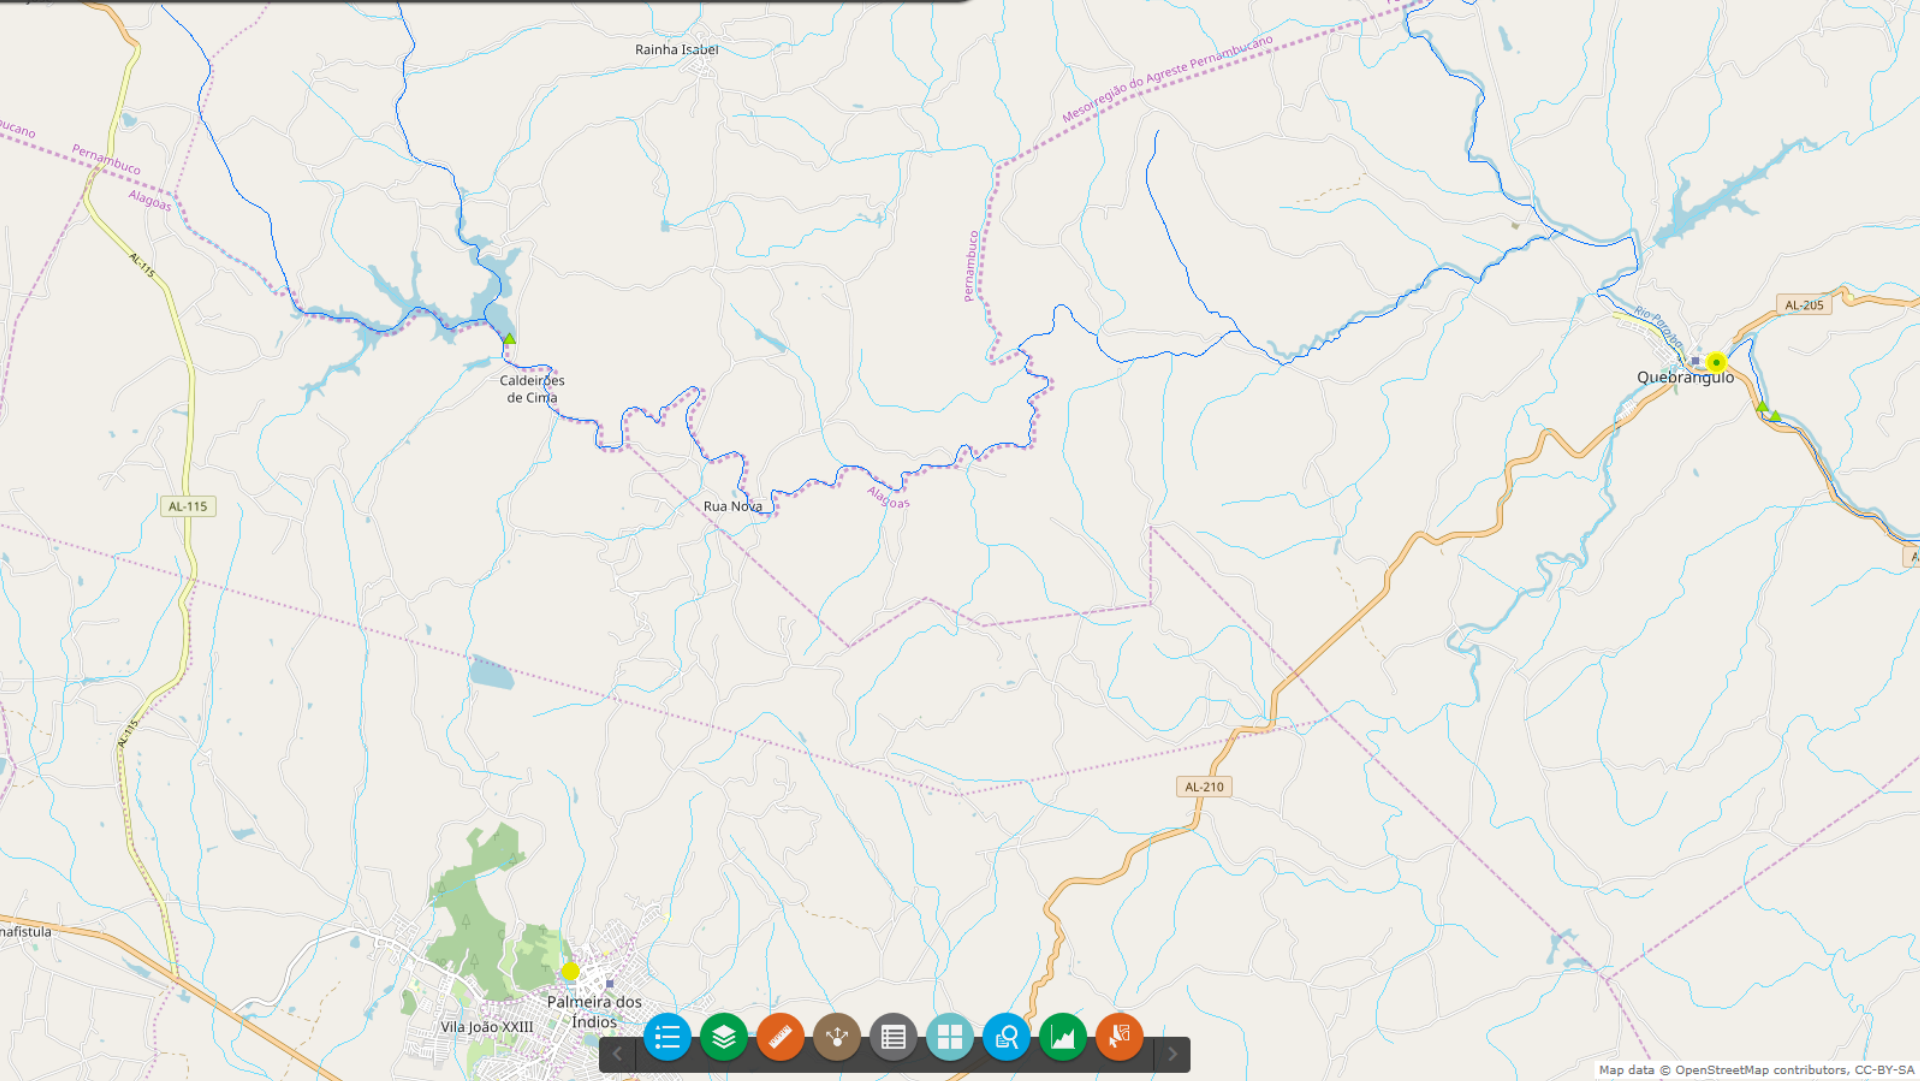 Rainha Isabel
Mesorregião do Agreste Pernambucano
ucano
Pernambuco
Alagoas
AL-115
Pernambuco
AL-205
Rio Paraíba
Quebrangulo
Caldeirões
de Cima
Rua Nova
Alagoas
AL-115
A
AL-115
AL-210
nafistula
Palmeira dos
Índios
Vila João XXIII
Map data © OpenStreetMap contributors, CC-BY-SA